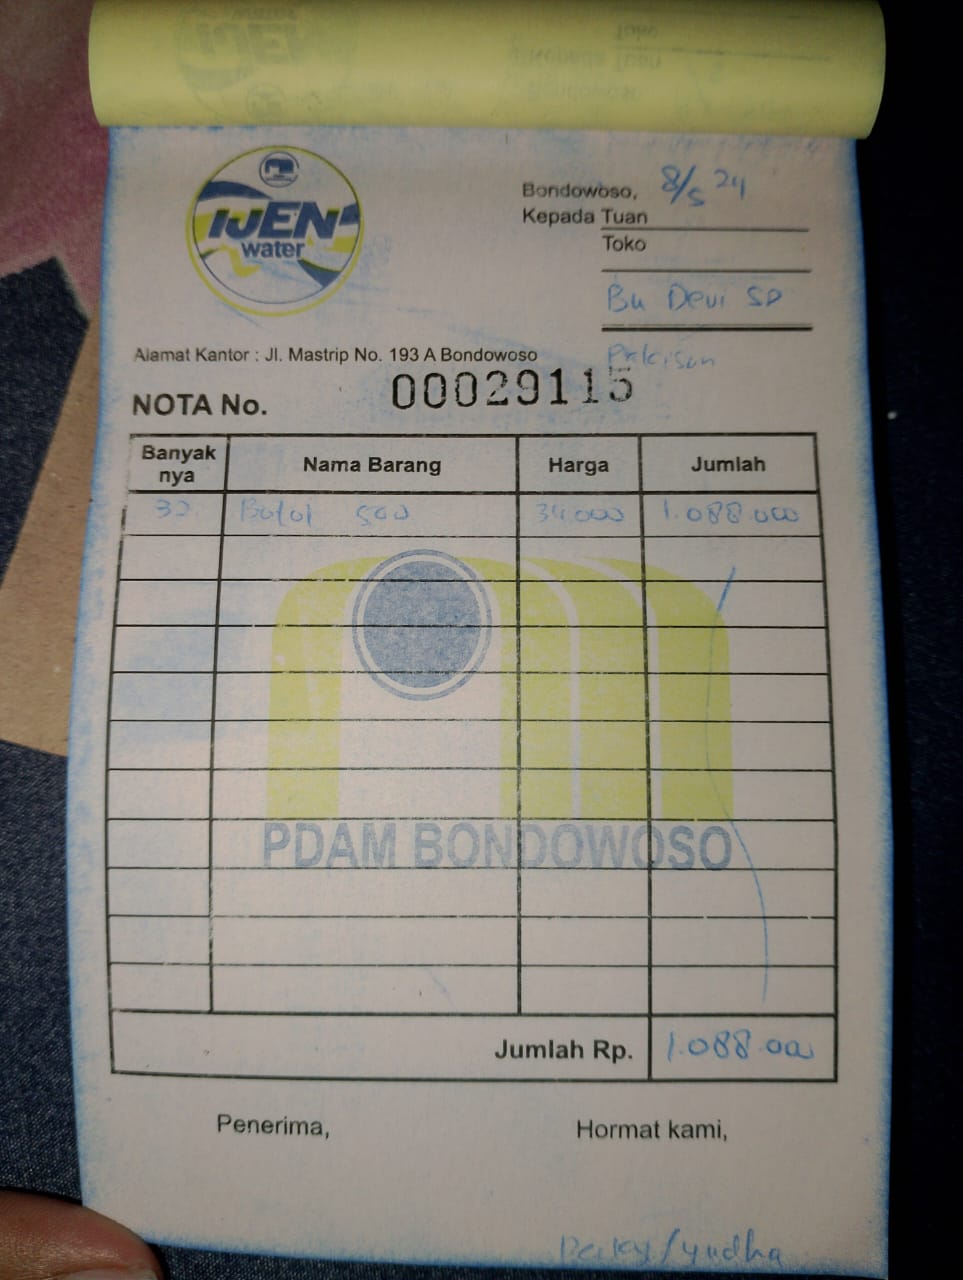 IJEN
water
Bondowoso, 8/5 24
Kepada Tuan
Toko
Bu Devi SD
Pakisan
Alamat Kantor : Jl. Mastrip No. 193 A Bondowoso
NOTA No. 00029115
Banyak nya Nama Barang Harga Jumlah
32 Botol 500 34.000 1.088.000
PDAM BONDOWOSO
Jumlah Rp. 1.088.000
Penerima, Hormat kami,
/yudha